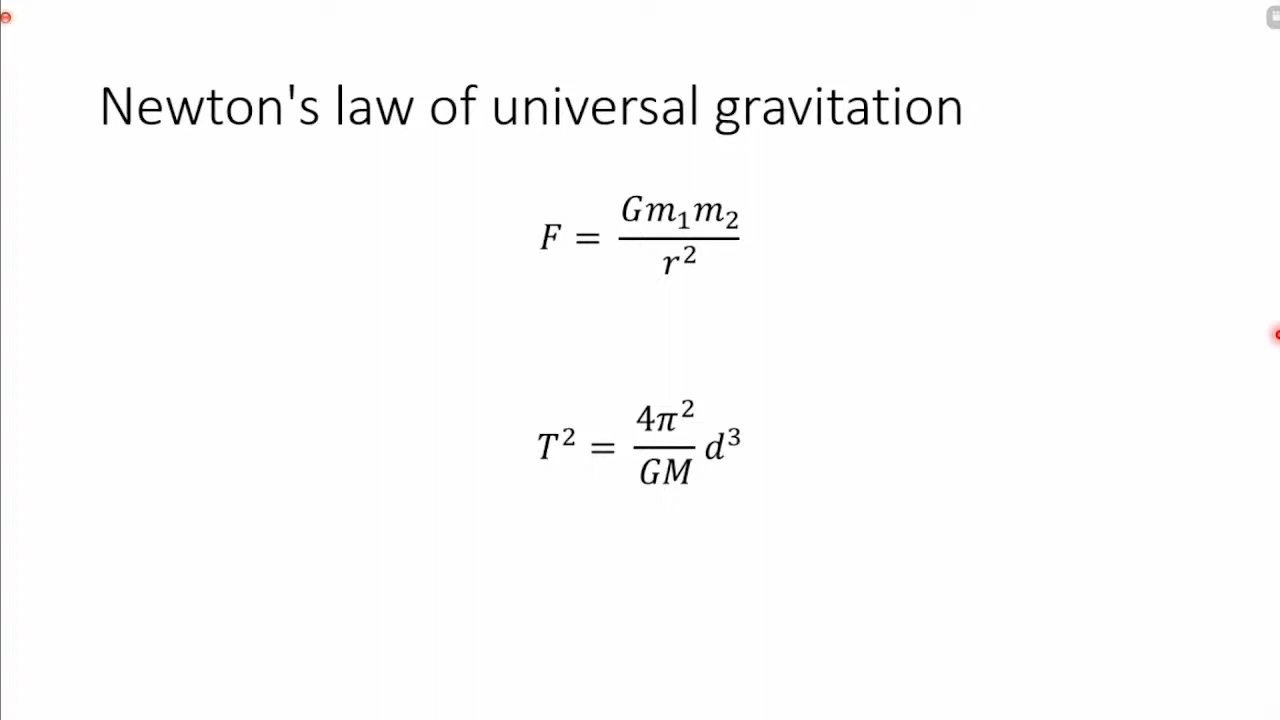 Newton's law of universal gravitation
𝐹 = 𝐺𝑚₁𝑚₂ / 𝑟²
𝑇² = 4𝜋² / 𝐺𝑀 𝑑³